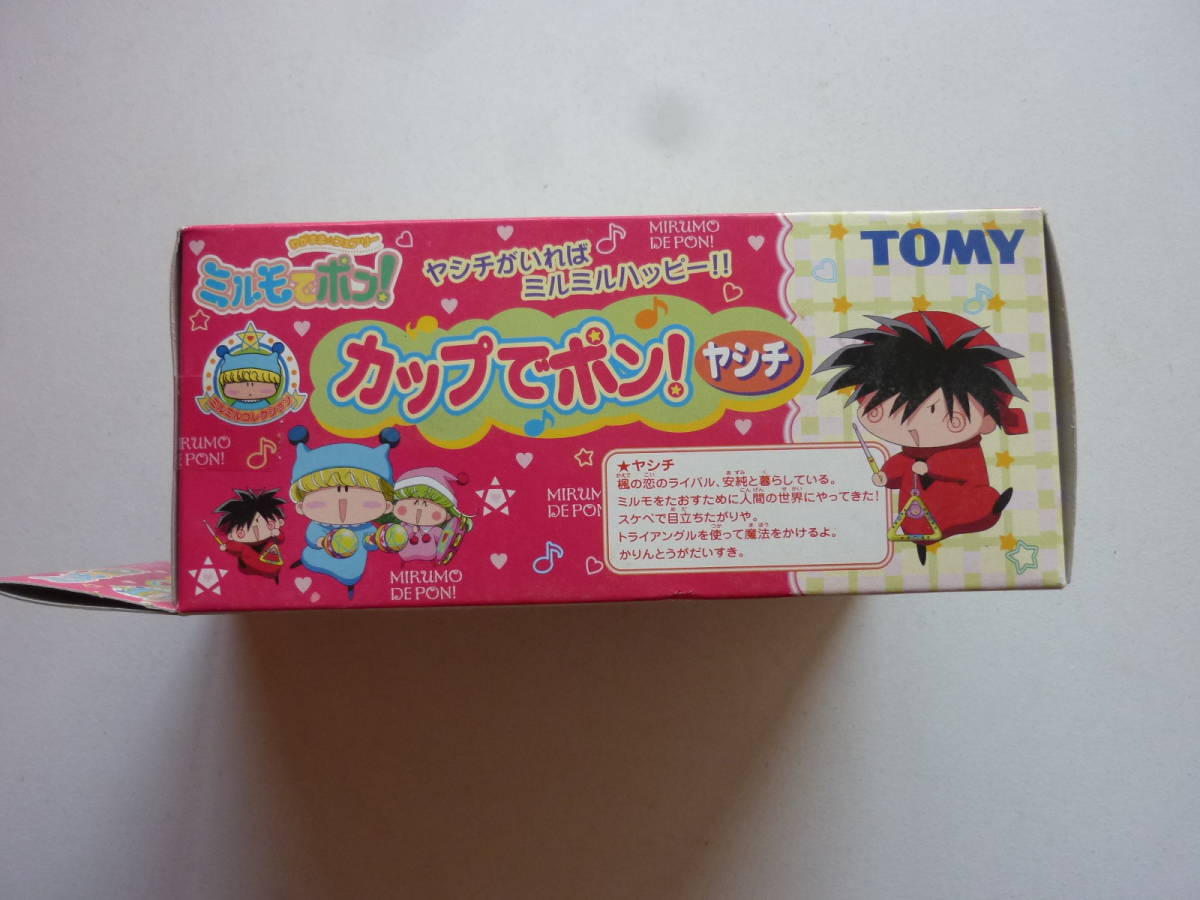 わがまま☆フェアリー
ミルモでポン!
ヤシチがいれば
ミルミルハッピー!!
MIRUMO
DE PON!
TOMY
カップでポン!
ヤシチ
ミルミルコレクション
RUMO
DE PON!
MIRUMO
DE PON
MIRUMO
DE PON!
★ヤシチ
楓の恋のライバル、安純と暮らしている。
ミルモをたおすために人間の世界にやってきた!
スケベで目立ちたがりや。
トライアングルを使って魔法をかけるよ。
かりんとうがだいすき。